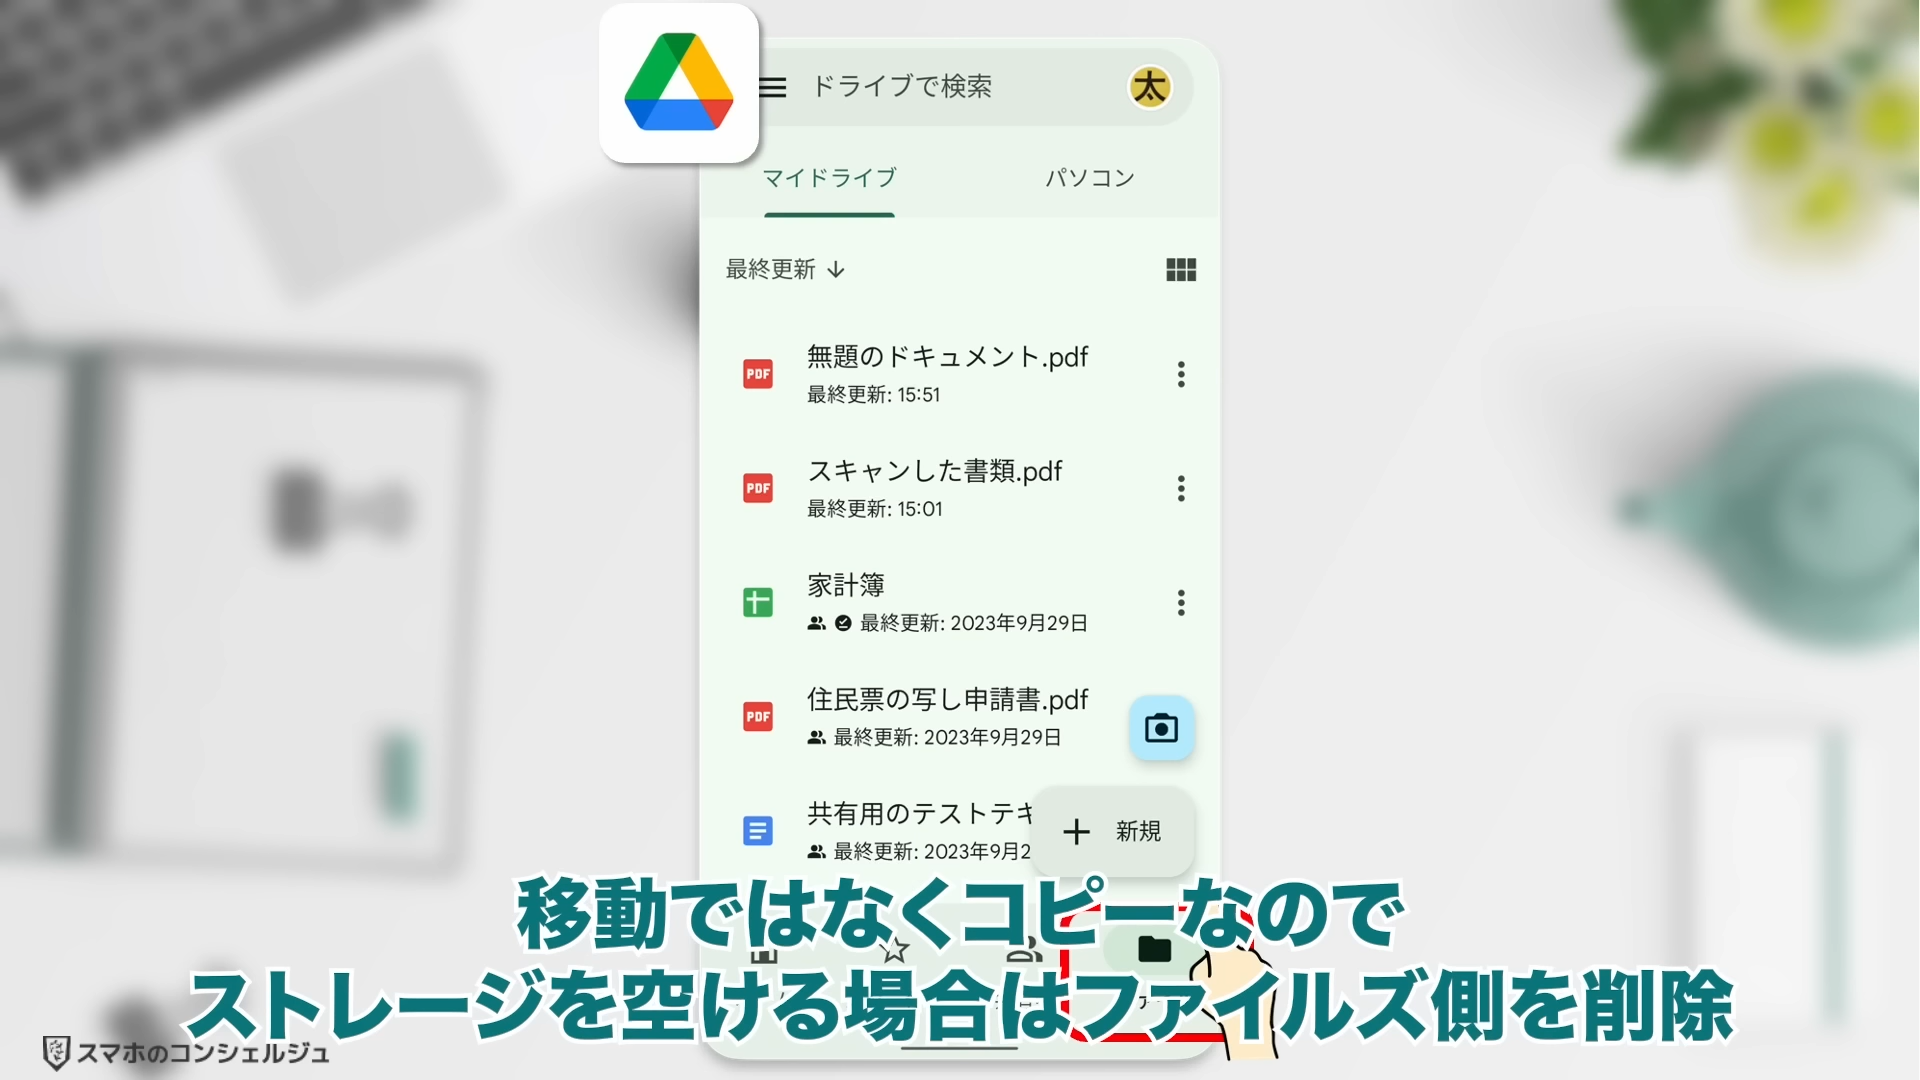 ドライブで検索
太
マイドライブ
パソコン
最終更新
無題のドキュメント.pdf
最終更新: 15:51
スキャンした書類.pdf
最終更新: 15:01
家計簿
最終更新: 2023年9月29日
住民票の写し申請書.pdf
最終更新: 2023年9月29日
共有用のテストテキ
最終更新: 2023年9月2
新規
PDF
PDF
PDF
移動ではなくコピーなので
ストレージを空ける場合はファイルズ側を削除
スマホのコンシェルジュ